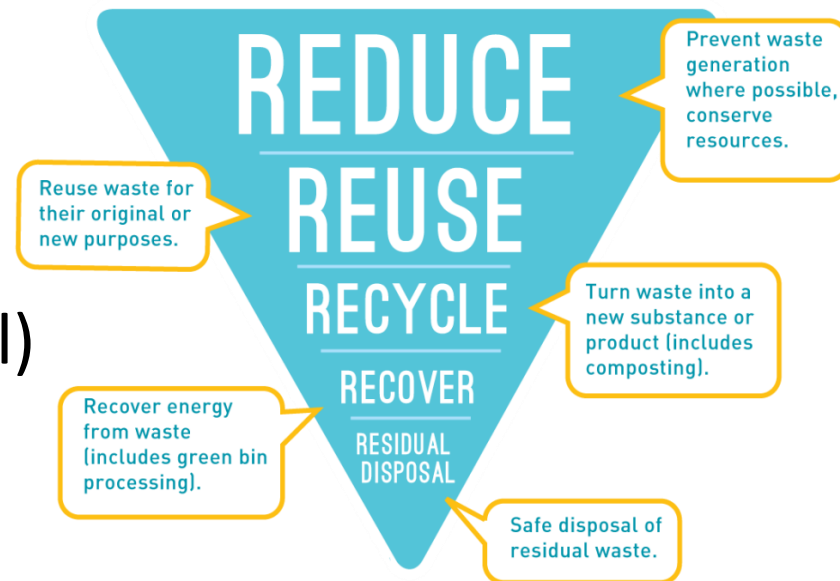 REDUCE
Prevent waste
generation
where possible,
conserve
resources.
REUSE
Reuse waste for
their original or
new purposes.
RECYCLE
Turn waste into a
new substance or
product (includes
composting).
l)
RECOVER
Recover energy
from waste
(includes green bin
processing).
RESIDUAL
DISPOSAL
Safe disposal of
residual waste.